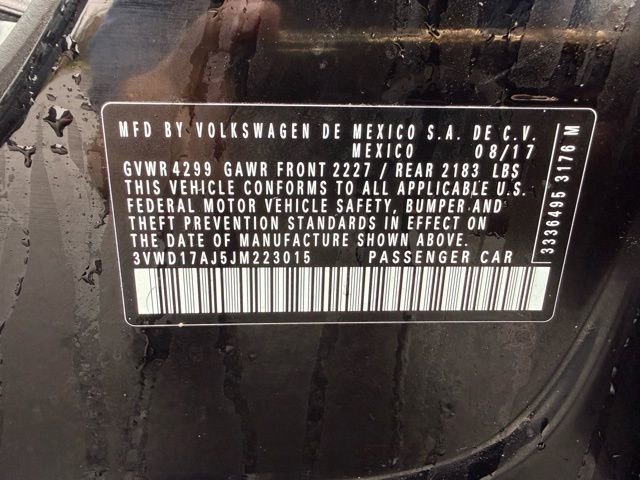 MFD BY VOLKSWAGEN DE MEXICO S.A. DE C.V.
MEXICO 08/17
GVWR 4299 GAWR FRONT 2227 / REAR 2183 LBS
THIS VEHICLE CONFORMS TO ALL APPLICABLE U.S.
FEDERAL MOTOR VEHICLE SAFETY, BUMPER AND
THEFT PREVENTION STANDARDS IN EFFECT ON
THE DATE OF MANUFACTURE SHOWN ABOVE.
3VWD17AJ5JM223015 PASSENGER CAR
3336495 3176 M